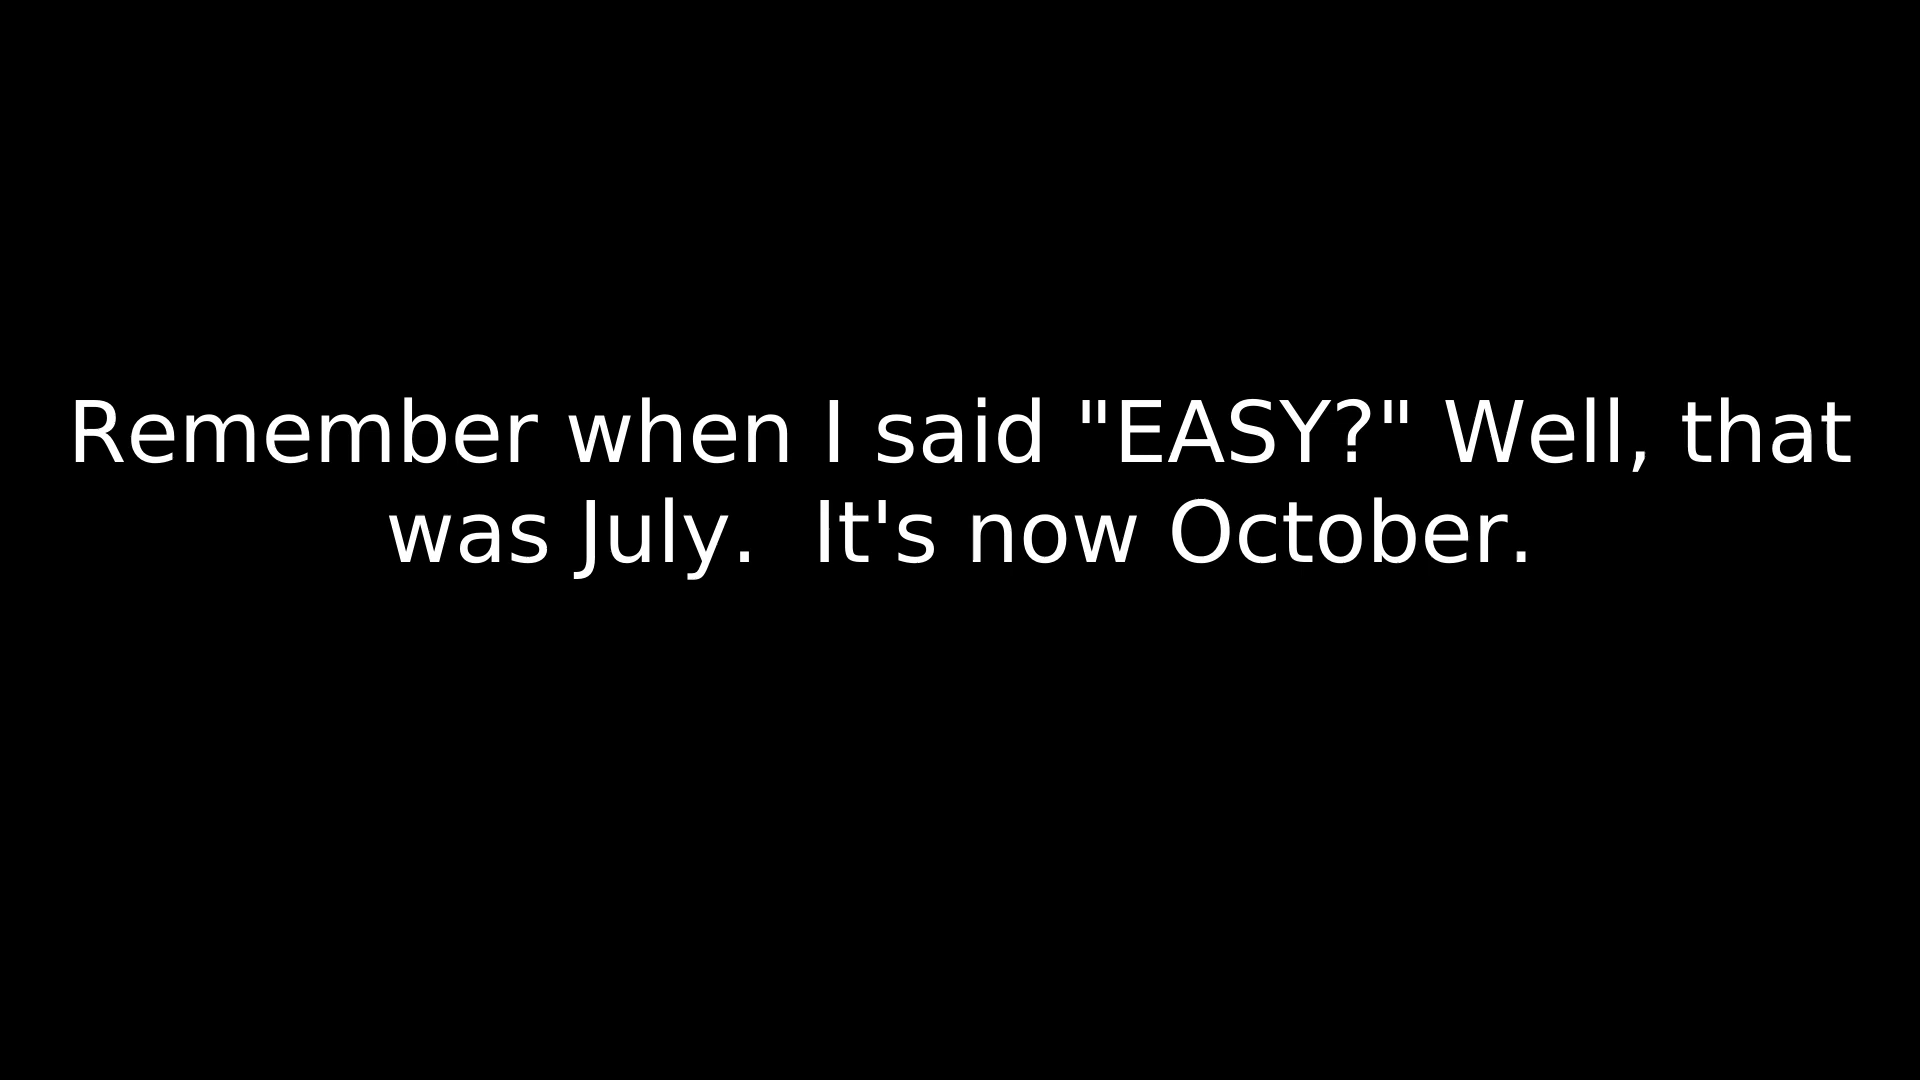 Remember when I said "EASY?" Well, that
was July.  It's now October.